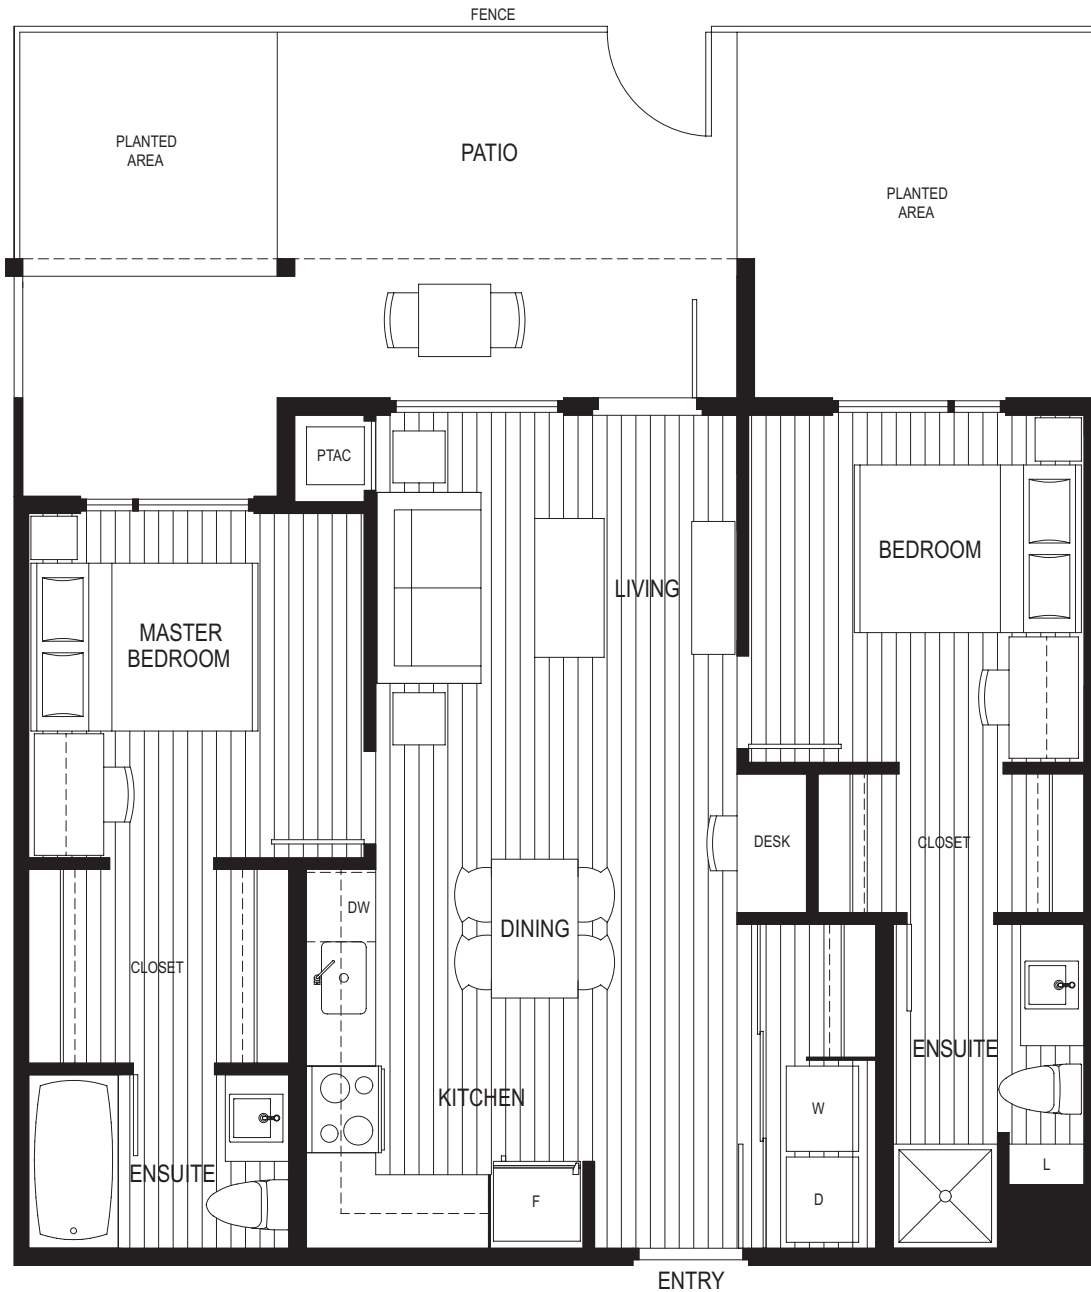 FENCE
PLANTED
AREA
PATIO
PLANTED
AREA
PTAC
BEDROOM
LIVING
MASTER
BEDROOM
DESK
CLOSET
DW
DINING
CLOSET
ENSUITE
KITCHEN
W
L
ENSUITE
F
D
ENTRY